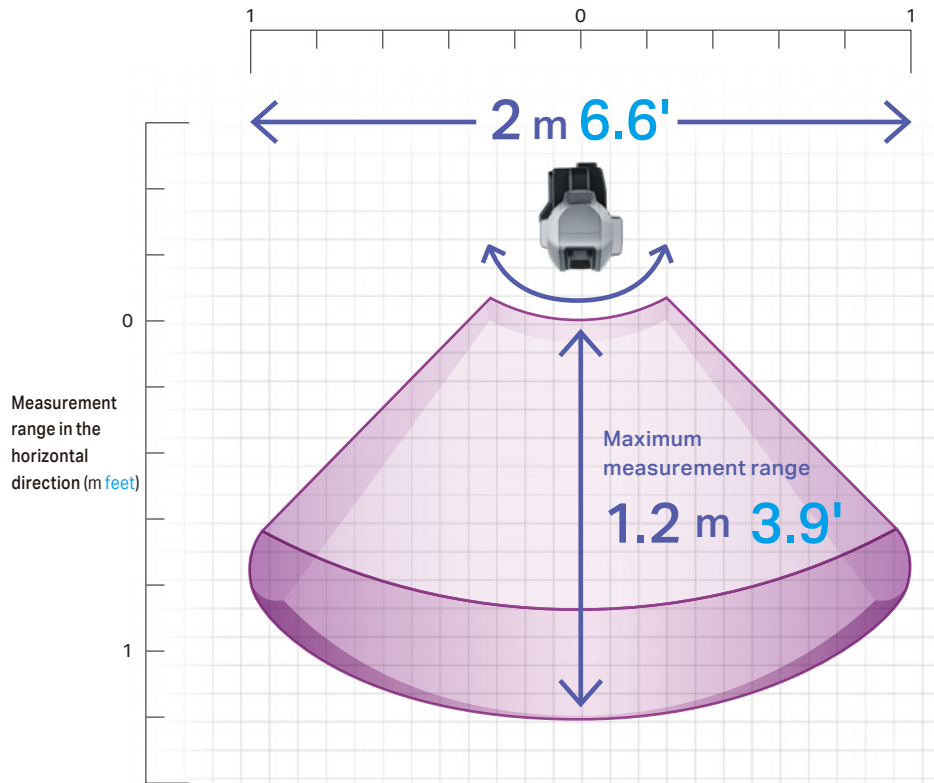 1 0 1
2 m 6.6'
0
Measurement
range in the
horizontal
direction (m feet)
Maximum
measurement range
1.2 m 3.9'
1